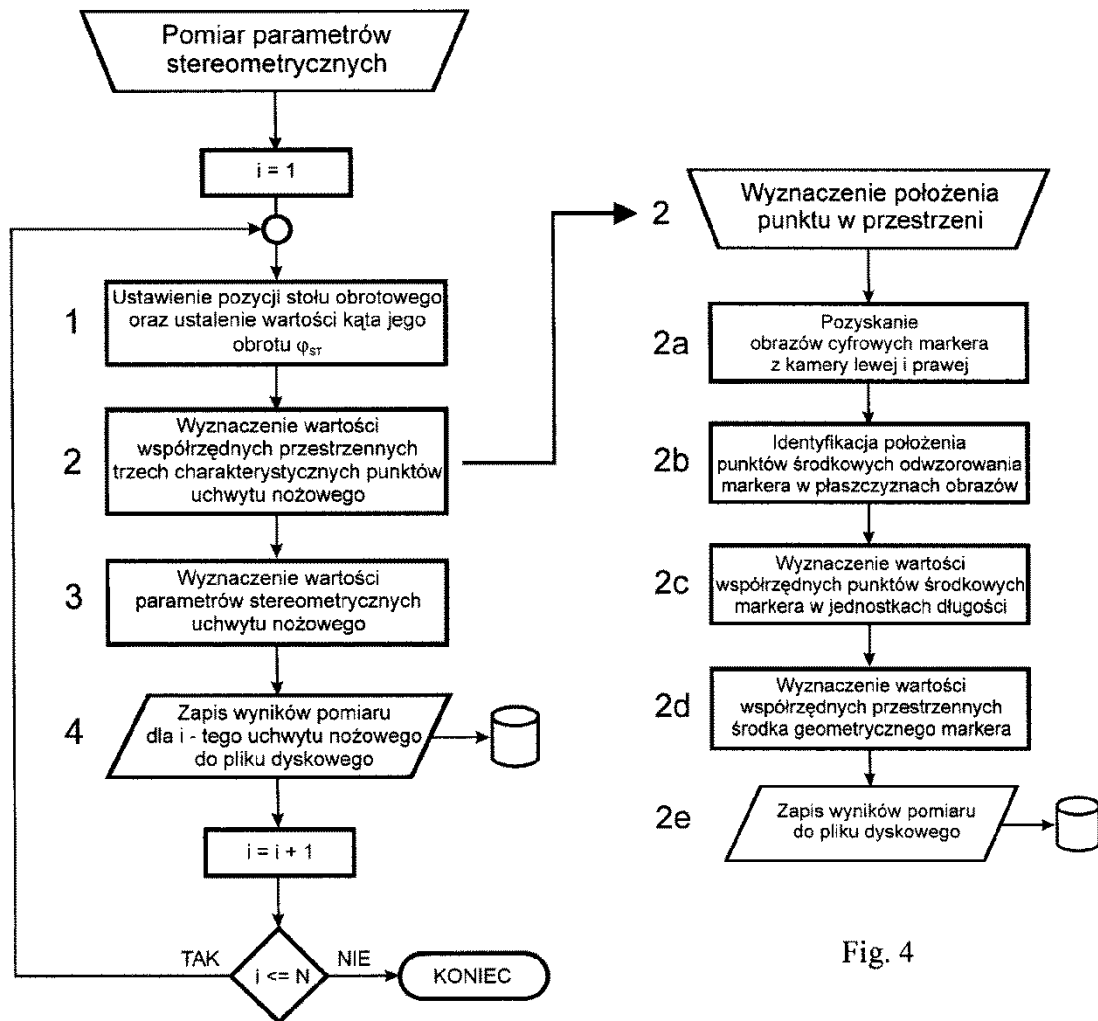 Pomiar parametrów
stereometrycznych
i = 1
1
Ustawienie pozycji stołu obrotowego
oraz ustalenie wartości kąta jego
obrotu φST
2
Wyznaczenie wartości
współrzędnych przestrzennych
trzech charakterystycznych punktów
uchwytu nożowego
3
Wyznaczenie wartości
parametrów stereometrycznych
uchwytu nożowego
4
Zapis wyników pomiaru
dla i - tego uchwytu nożowego
do pliku dyskowego
i = i + 1
TAK
i <= N
NIE
KONIEC
2
Wyznaczenie położenia
punktu w przestrzeni
2a
Pozyskanie
obrazów cyfrowych markera
z kamery lewej i prawej
2b
Identyfikacja położenia
punktów środkowych odwzorowania
markera w płaszczyznach obrazów
2c
Wyznaczenie wartości
współrzędnych punktów środkowych
markera w jednostkach długości
2d
Wyznaczenie wartości
współrzędnych przestrzennych
środka geometrycznego markera
2e
Zapis wyników pomiaru
do pliku dyskowego
Fig. 4